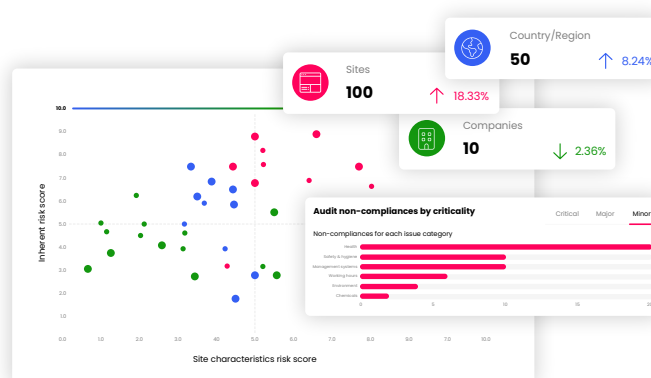 Country/Region
50
8.24%
Sites
100
18.33%
Companies
10
2.36%
10.0
9.0
8.0
7.0
6.0
5.0
4.0
3.0
2.0
1.0
0.0
1.0
2.0
3.0
4.0
5.0
6.0
7.0
8.0
9.0
10.0
Inherent risk score
Site characteristics risk score
Audit non-compliances by criticality
Critical
Major
Minor
Non-compliances for each issue category
Health
Safety & hygiene
Management systems
Working hours
Environment
Chemicals
0
5
10
15
20